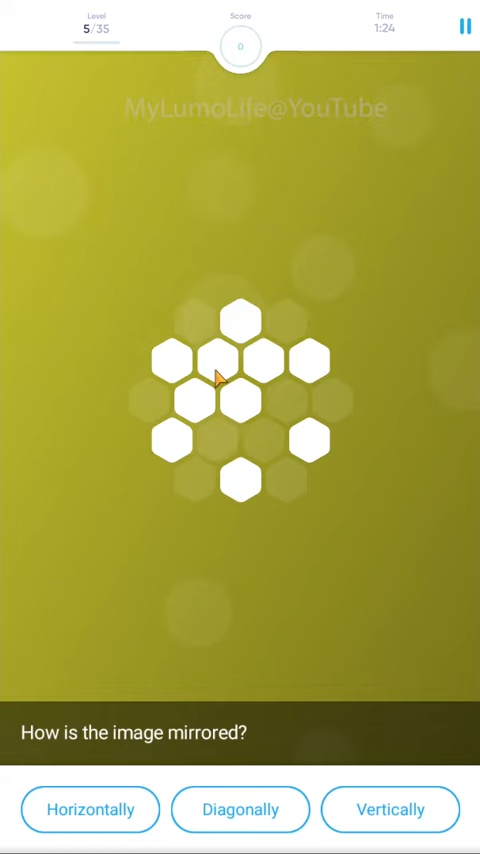 Level
Score
Time
5/35
0
1:24
MyLumoLife@YouTube
How is the image mirrored?
Horizontally
Diagonally
Vertically